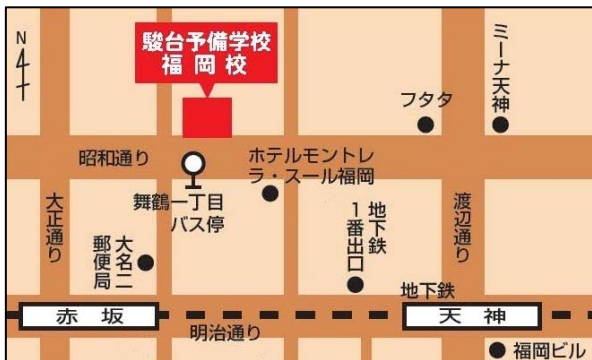 駿台予備学校
福岡校
N
ミーナ天神
フタタ
昭和通り
ホテルモントレ
ラ・スール福岡
舞鶴一丁目
バス停
大正通り
渡辺通り
地下鉄
1番出口
大名二
郵便局
地下鉄
赤坂
天神
明治通り
福岡ビル